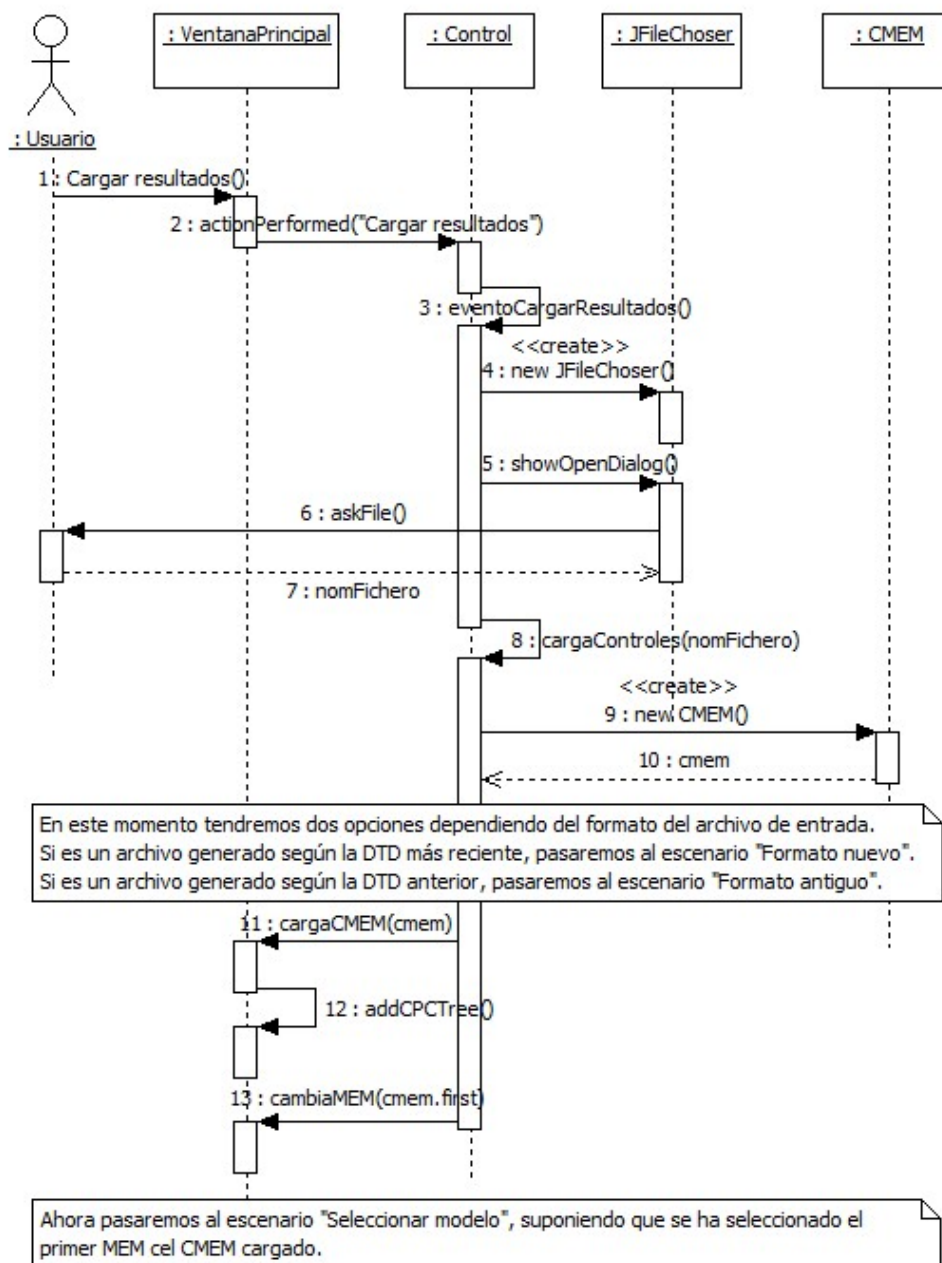 : VentanaPrincipal
: Control
: JFileChoser
: CMEM
: Usuario
1 : Cargar resultados()
2 : actionPerformed("Cargar resultados")
3 : eventoCargarResultados()
<<create>>
4 : new JFileChoser()
5 : showOpenDialog()
6 : askFile()
7 : nomFichero
8 : cargaControles(nomFichero)
<<create>>
9 : new CMEM()
10 : cmem
En este momento tendremos dos opciones dependiendo del formato del archivo de entrada.
Si es un archivo generado según la DTD más reciente, pasaremos al escenario "Formato nuevo".
Si es un archivo generado según la DTD anterior, pasaremos al escenario "Formato antiguo".
11 : cargaCMEM(cmem)
12 : addCPCTree()
13 : cambiaMEM(cmem.first)
Ahora pasaremos al escenario "Seleccionar modelo", suponiendo que se ha seleccionado el
primer MEM cel CMEM cargado.